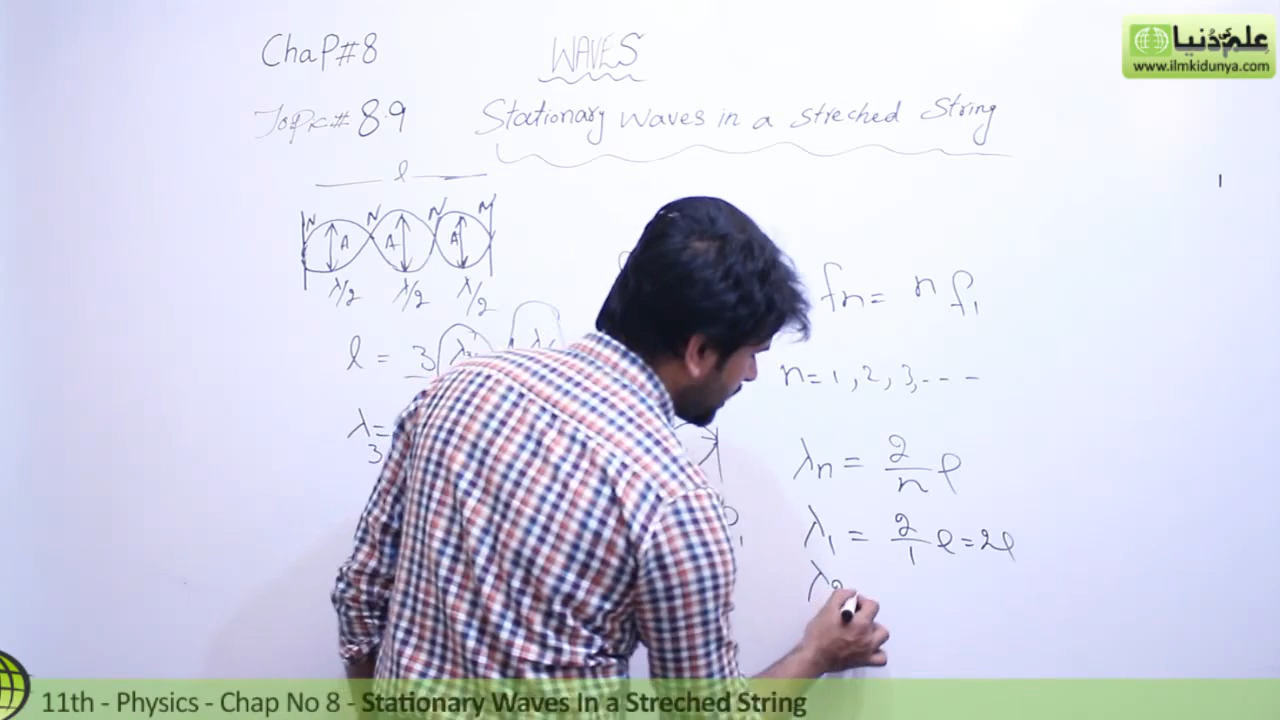 علم کی دنیا
www.ilmkidunya.com
ChaP#8
WAVES
Topic# 8.9
Stationary Waves in a Streched String
l
N N N N
A A A
λ/2 λ/2 λ/2
l = 3
λ3 =
fn = n f1
n=1,2,3,---
λn = 2/n l
λ1 = 2/1 l = 2l
λ2
11th - Physics - Chap No 8 - Stationary Waves In a Streched String